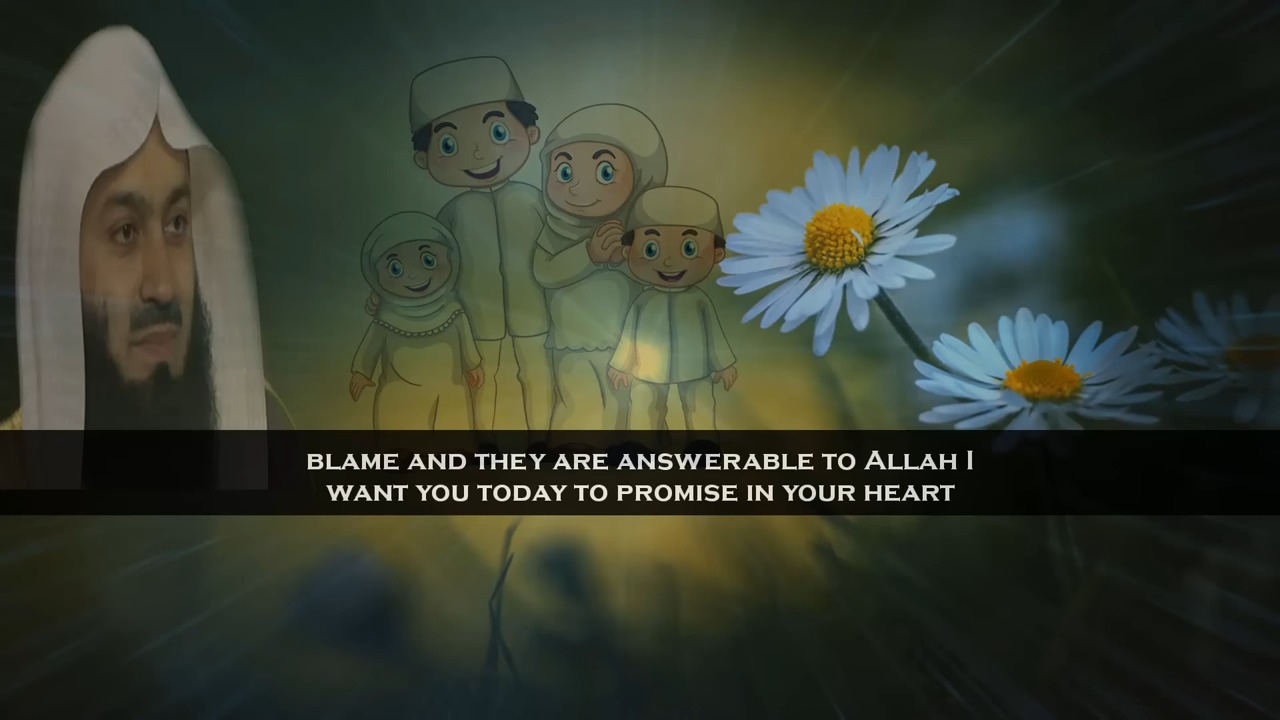 BLAME AND THEY ARE ANSWERABLE TO ALLAH I
WANT YOU TODAY TO PROMISE IN YOUR HEART